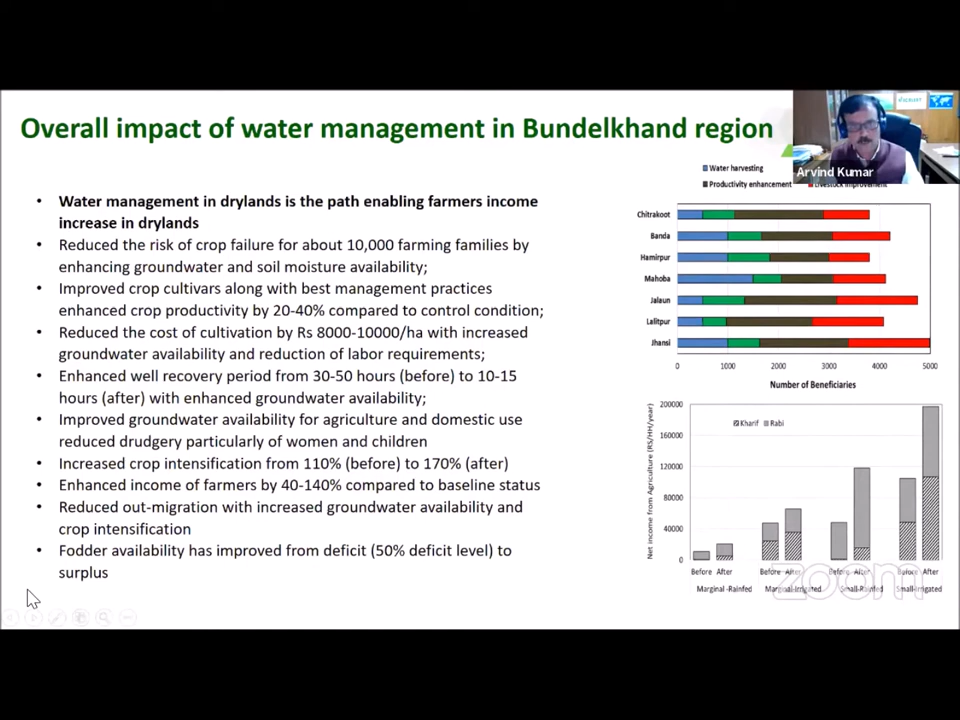 Overall impact of water management in Bundelkhand region
Arvind Kumar
• Water management in drylands is the path enabling farmers income
increase in drylands
• Reduced the risk of crop failure for about 10,000 farming families by
enhancing groundwater and soil moisture availability;
• Improved crop cultivars along with best management practices
enhanced crop productivity by 20-40% compared to control condition;
• Reduced the cost of cultivation by Rs 8000-10000/ha with increased
groundwater availability and reduction of labor requirements;
• Enhanced well recovery period from 30-50 hours (before) to 10-15
hours (after) with enhanced groundwater availability;
• Improved groundwater availability for agriculture and domestic use
reduced drudgery particularly of women and children
• Increased crop intensification from 110% (before) to 170% (after)
• Enhanced income of farmers by 40-140% compared to baseline status
• Reduced out-migration with increased groundwater availability and
crop intensification
• Fodder availability has improved from deficit (50% deficit level) to
surplus
Water harvesting
Productivity enhancement Livestock improvement
Chitrakoot
Banda
Hamirpur
Mahoba
Jalaun
Lalitpur
Jhansi
0 1000 2000 3000 4000 5000
Number of Beneficiaries
Net income from Agriculture (RS/HH/year)
200000
160000
120000
80000
40000
0
Kharif Rabi
Before After Before After Before After Before After
Marginal -Rainfed Marginal-Irrigated Small-Rainfed Small-Irrigated
zoom